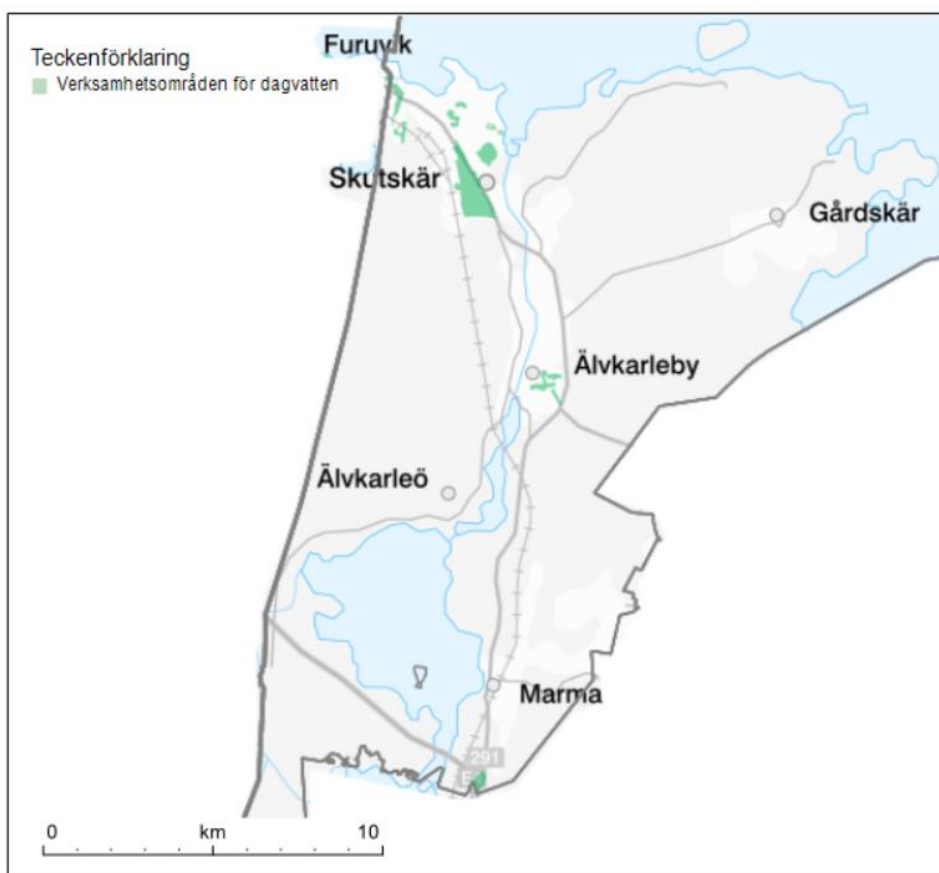 Furuvik
Teckenförklaring
Verksamhetsområden för dagvatten
Skutskär
Gårdskär
Älvkarleby
Älvkarleö
Marma
291
E
0 km 10